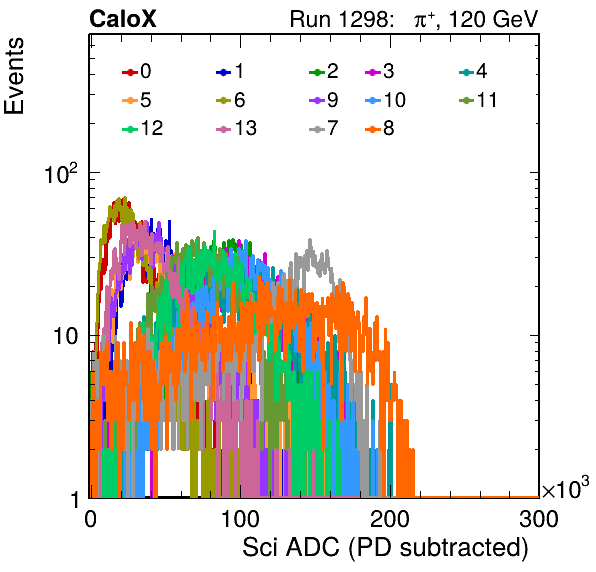 CaloX Run 1298: π⁺, 120 GeV
Events
0 1 2 3 4
5 6 9 10 11
12 13 7 8
10²
10
1
0 100 200 300
×10³
Sci ADC (PD subtracted)